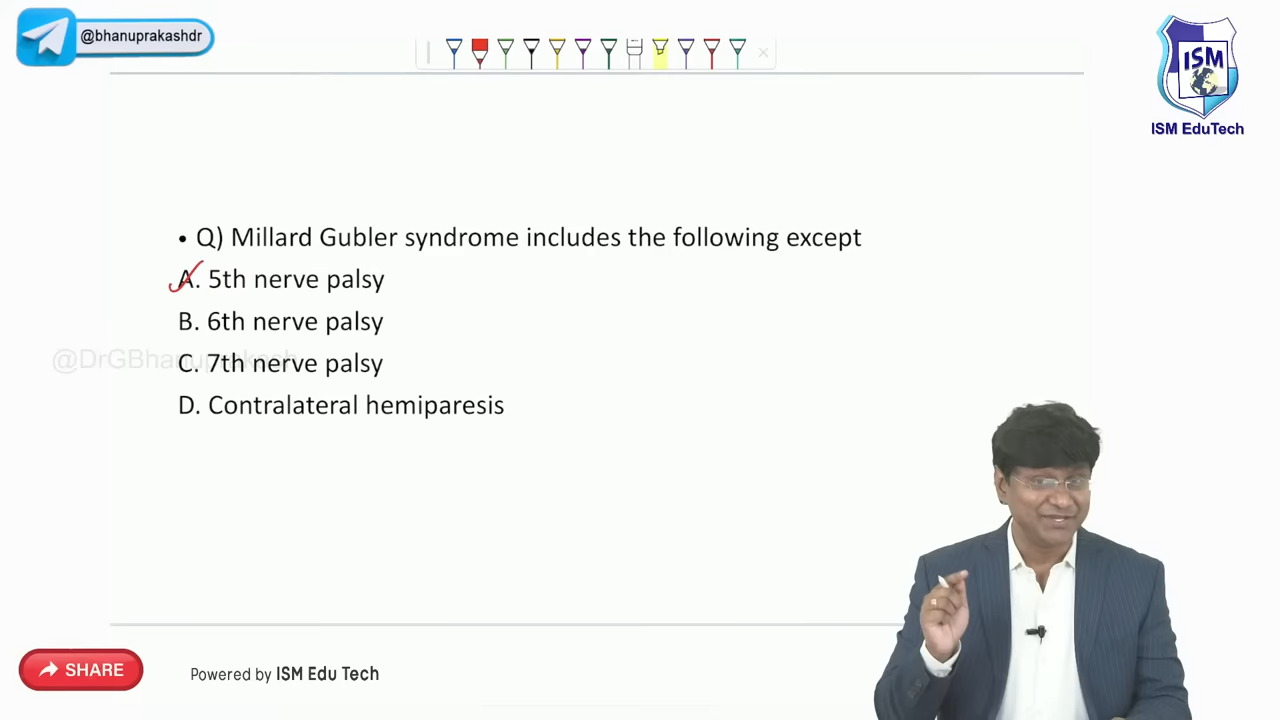 @bhanuprakashdr
ISM
ISM EduTech
• Q) Millard Gubler syndrome includes the following except
A. 5th nerve palsy
B. 6th nerve palsy
@DrGBhanuprakash
C. 7th nerve palsy
D. Contralateral hemiparesis
SHARE
Powered by ISM Edu Tech